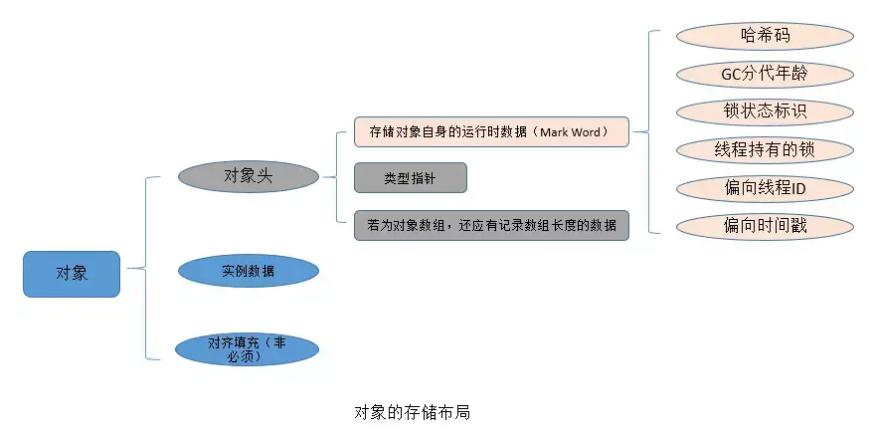 哈希码
GC分代年龄
锁状态标识
线程持有的锁
偏向线程ID
偏向时间戳
存储对象自身的运行时数据（Mark Word）
类型指针
若为对象数组，还应有记录数组长度的数据
对象头
实例数据
对齐填充（非
必须）
对象
对象的存储布局